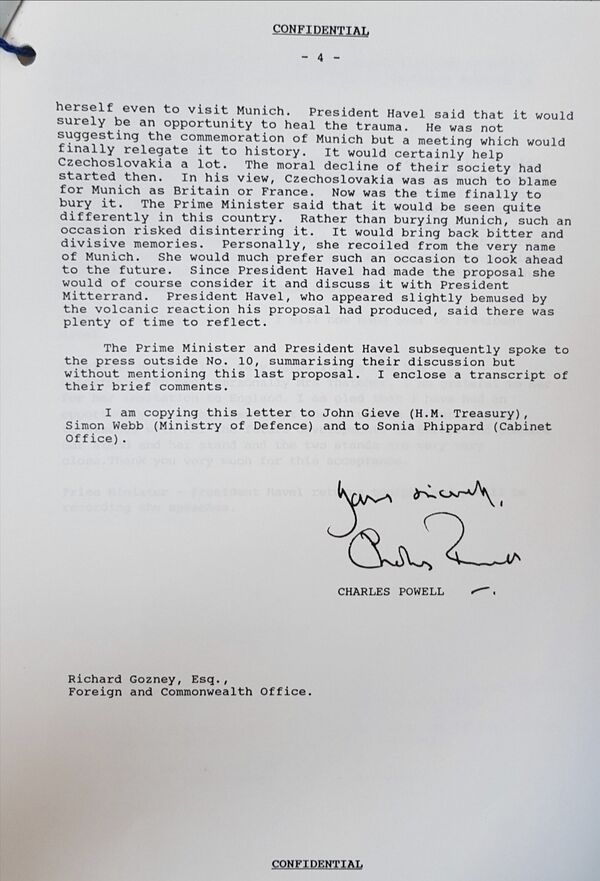 CONFIDENTIAL
- 4 -
herself even to visit Munich. President Havel said that it would
surely be an opportunity to heal the trauma. He was not
suggesting the commemoration of Munich but a meeting which would
finally relegate it to history. It would certainly help
Czechoslovakia a lot. The moral decline of their society had
started then. In his view, Czechoslovakia was as much to blame
for Munich as Britain or France. Now was the time finally to
bury it. The Prime Minister said that it would be seen quite
differently in this country. Rather than burying Munich, such an
occasion risked disinterring it. It would bring back bitter and
divisive memories. Personally, she recoiled from the very name
of Munich. She would much prefer such an occasion to look ahead
to the future. Since President Havel had made the proposal she
would of course consider it and discuss it with President
Mitterrand. President Havel, who appeared slightly bemused by
the volcanic reaction his proposal had produced, said there was
plenty of time to reflect.
The Prime Minister and President Havel subsequently spoke to
the press outside No. 10, summarising their discussion but
without mentioning this last proposal. I enclose a transcript of
their brief comments.
I am copying this letter to John Gieve (H.M. Treasury),
Simon Webb (Ministry of Defence) and to Sonia Phippard (Cabinet
Office).
Yours sincerely,
Charles Powell
CHARLES POWELL
Richard Gozney, Esq.,
Foreign and Commonwealth Office.
CONFIDENTIAL